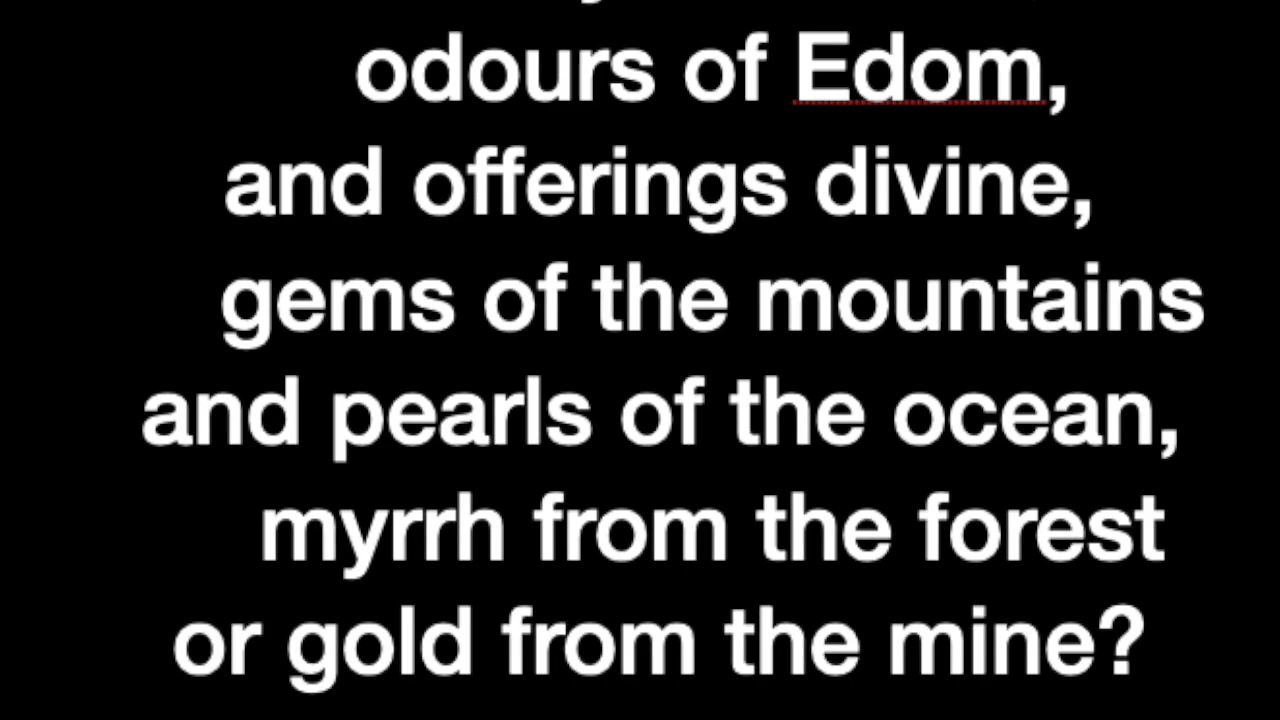 odours of Edom,
and offerings divine,
gems of the mountains
and pearls of the ocean,
myrrh from the forest
or gold from the mine?